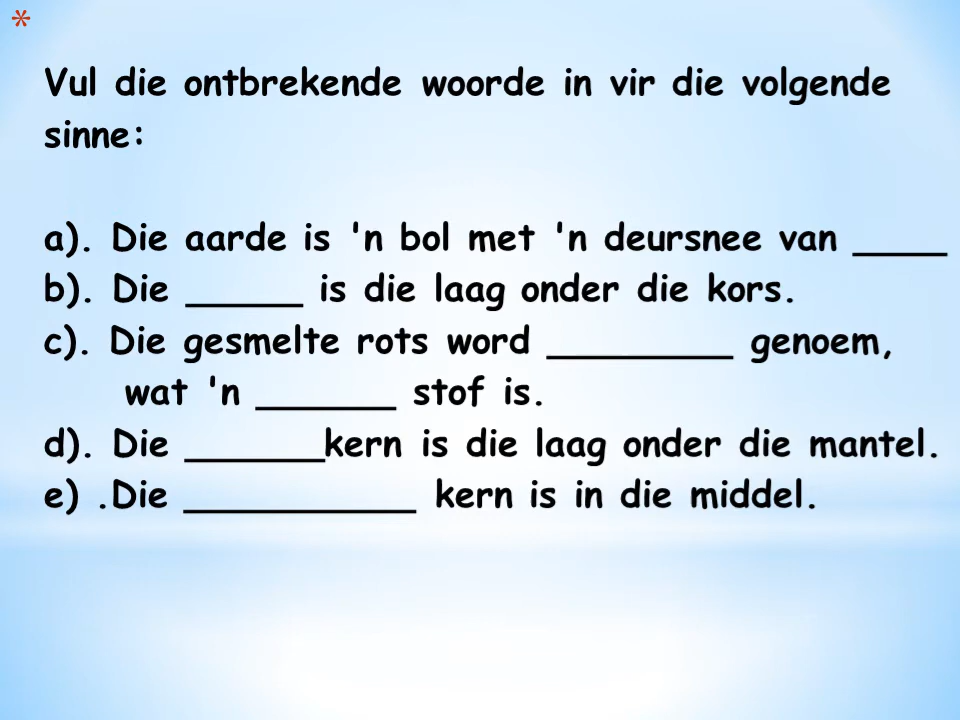 *
Vul die ontbrekende woorde in vir die volgende
sinne:
a). Die aarde is 'n bol met 'n deursnee van ____
b). Die _____ is die laag onder die kors.
c). Die gesmelte rots word ________ genoem,
wat 'n ______ stof is.
d). Die ______kern is die laag onder die mantel.
e) .Die __________ kern is in die middel.